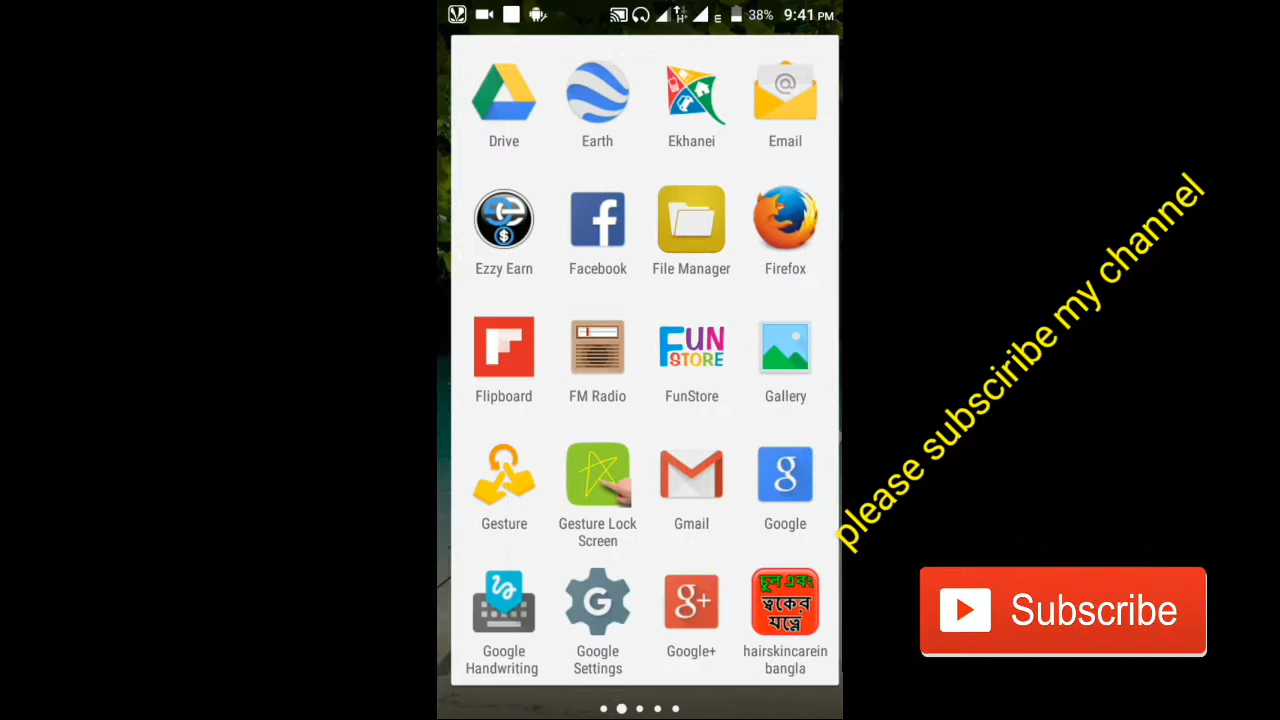 38% 9:41 PM
Drive Earth Ekhanei Email
Ezzy Earn Facebook File Manager Firefox
FUN
STORE
Flipboard FM Radio FunStore Gallery
Gesture Gesture Lock Screen Gmail Google
চুল এবং
ত্বকের
যত্নে
Google Handwriting Google Settings Google+ hairskincarein bangla
please subsciribe my channel
Subscribe